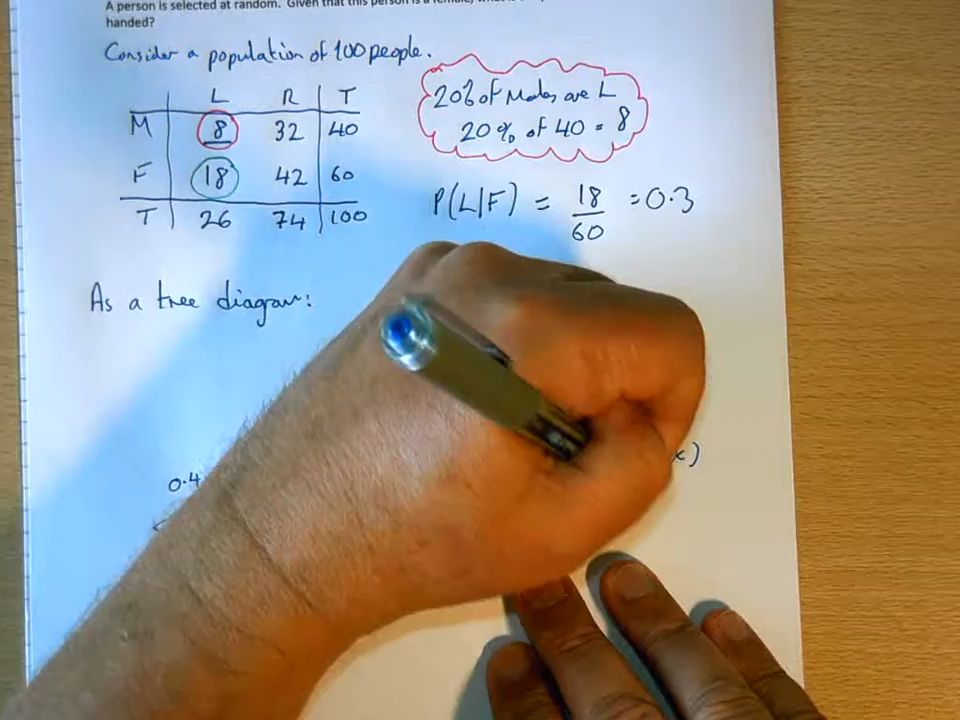 A person is selected at random. Given that this person is a female,
handed?
Consider a population of 100 people.
L R T
M 8 32 40
F 18 42 60
T 26 74 100
20% of Males are L
20% of 40 = 8
P(L/F) = 18/60 = 0.3
As a tree diagram:
0.4
x)